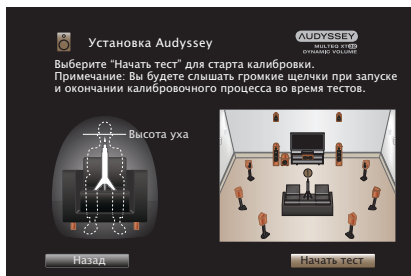 Установка Audyssey
AUDYSSEY
MULTEQ XT32
DYNAMIC VOLUME
Выберите "Начать тест" для старта калибровки.
Примечание: Вы будете слышать громкие щелчки при запуске
и окончании калибровочного процесса во время тестов.
Высота уха
Назад
Начать тест